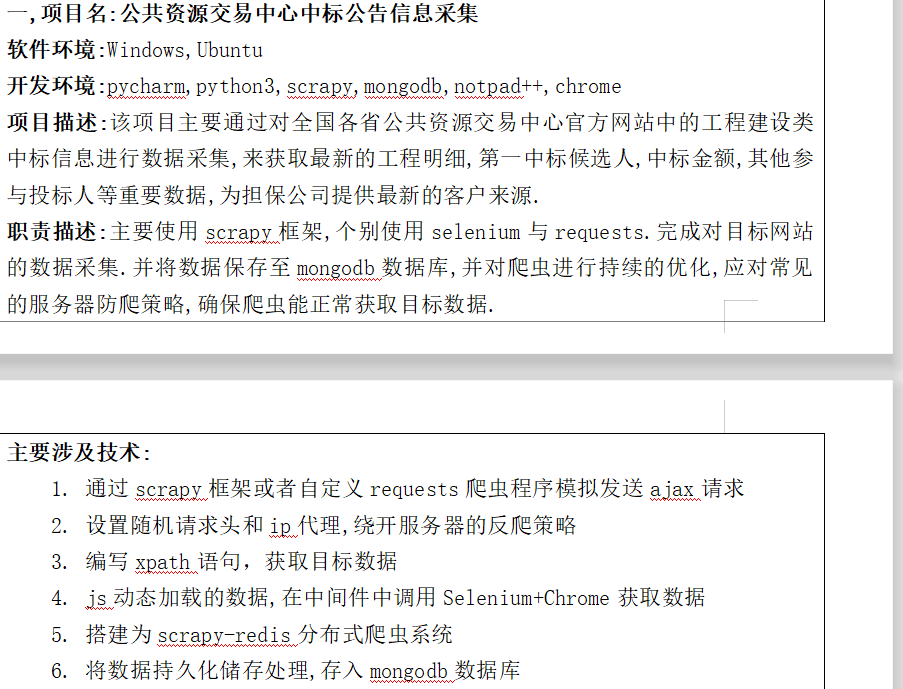 一,项目名:公共资源交易中心中标公告信息采集
软件环境:Windows,Ubuntu
开发环境:pycharm,python3,scrapy,mongodb,notpad++,chrome
项目描述:该项目主要通过对全国各省公共资源交易中心官方网站中的工程建设类
中标信息进行数据采集,来获取最新的工程明细,第一中标候选人,中标金额,其他参
与投标人等重要数据,为担保公司提供最新的客户来源.
职责描述:主要使用 scrapy 框架,个别使用 selenium 与 requests.完成对目标网站
的数据采集.并将数据保存至 mongodb 数据库,并对爬虫进行持续的优化,应对常见
的服务器防爬策略,确保爬虫能正常获取目标数据.
主要涉及技术:
1. 通过 scrapy 框架或者自定义 requests 爬虫程序模拟发送 ajax 请求
2. 设置随机请求头和 ip 代理,绕开服务器的反爬策略
3. 编写 xpath 语句，获取目标数据
4. js 动态加载的数据,在中间件中调用 Selenium+Chrome 获取数据
5. 搭建为 scrapy-redis 分布式爬虫系统
6. 将数据持久化储存处理,存入 mongodb 数据库